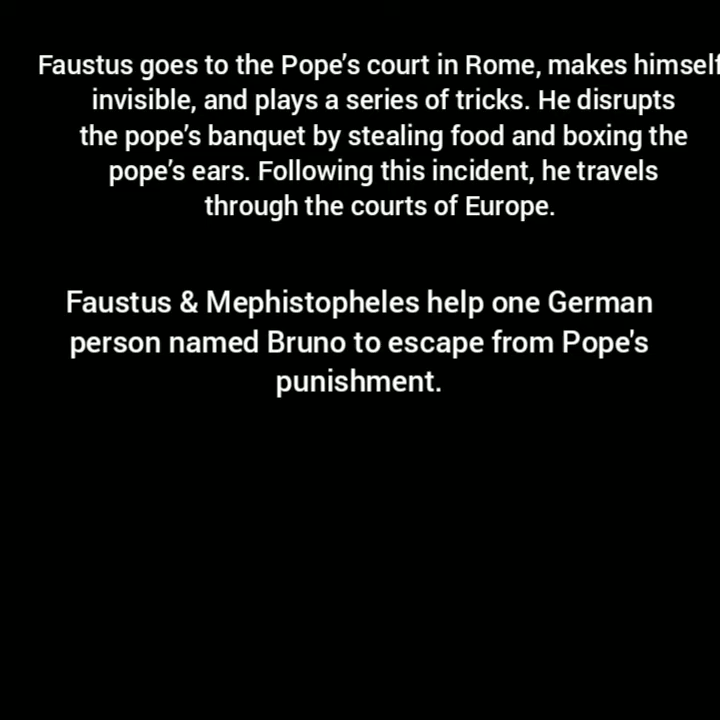 Faustus goes to the Pope's court in Rome, makes himself
invisible, and plays a series of tricks. He disrupts
the pope's banquet by stealing food and boxing the
pope's ears. Following this incident, he travels
through the courts of Europe.
Faustus & Mephistopheles help one German
person named Bruno to escape from Pope's
punishment.